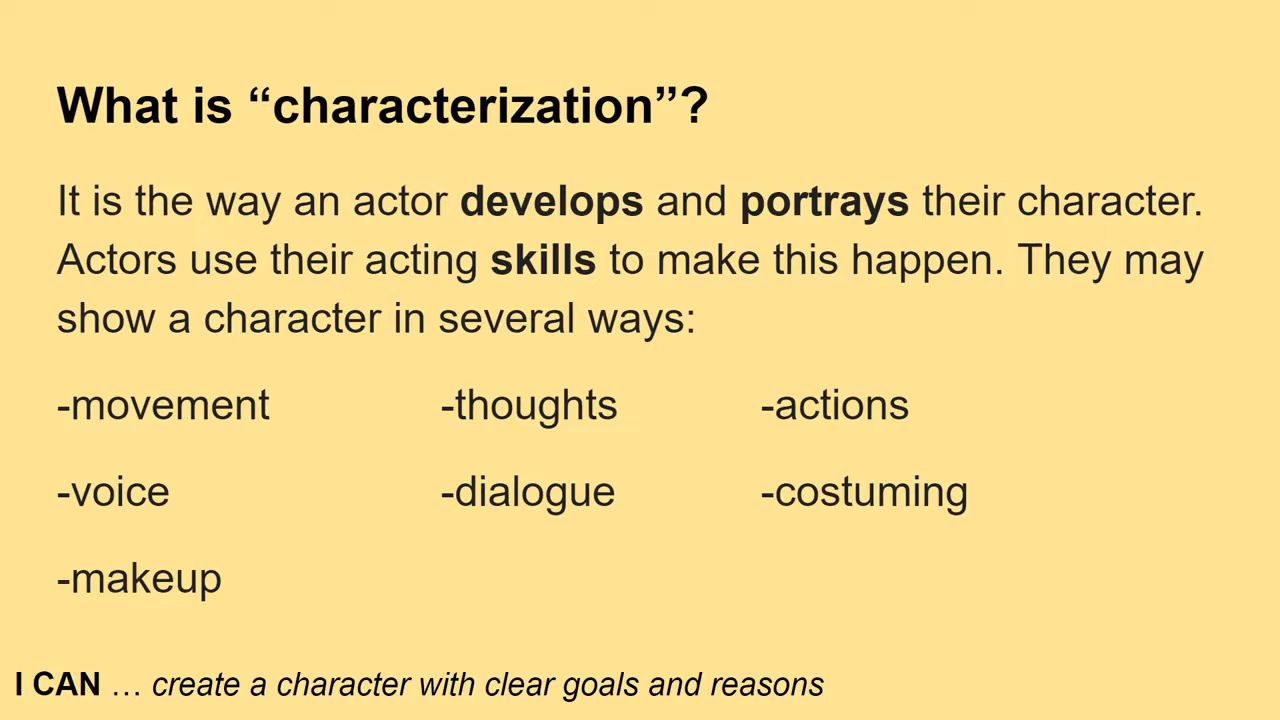 What is “characterization”?
It is the way an actor develops and portrays their character.
Actors use their acting skills to make this happen. They may
show a character in several ways:
-movement -thoughts -actions
-voice -dialogue -costuming
-makeup
I CAN … create a character with clear goals and reasons